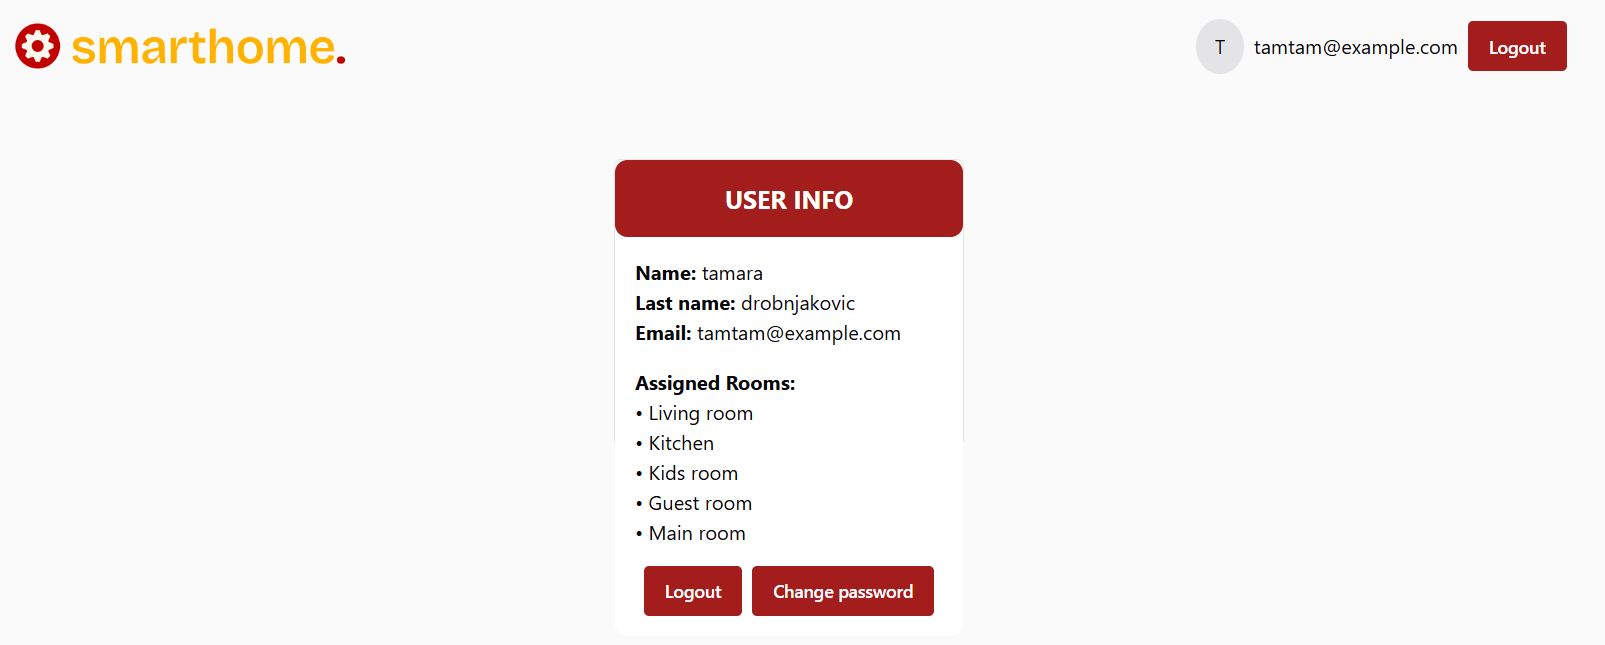 smarthome.
T tamtam@example.com Logout
USER INFO
Name: tamara
Last name: drobnjakovic
Email: tamtam@example.com
Assigned Rooms:
• Living room
• Kitchen
• Kids room
• Guest room
• Main room
Logout Change password